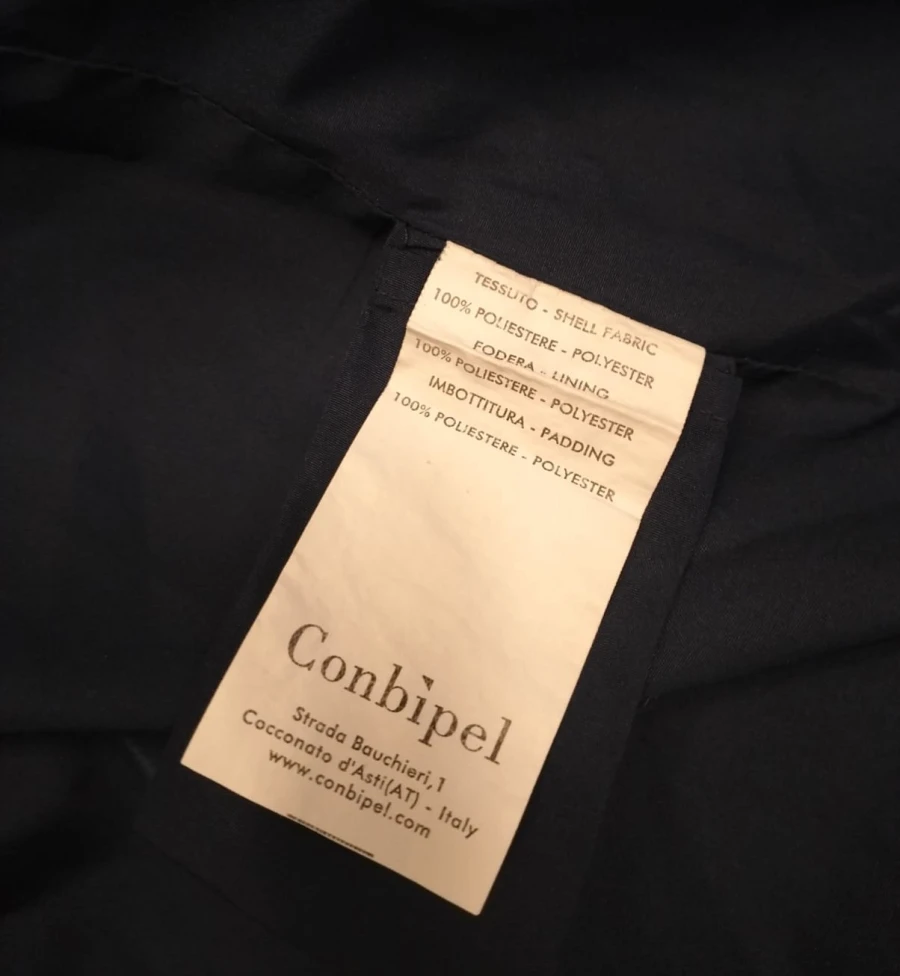 TESSUTO - SHELL FABRIC
100% POLIESTERE - POLYESTER
FODERA - LINING
100% POLIESTERE - POLYESTER
IMBOTTITURA - PADDING
100% POLIESTERE - POLYESTER
Conbipel
Strada Bauchieri,1
Cocconato d'Asti(AT) - Italy
www.conbipel.com